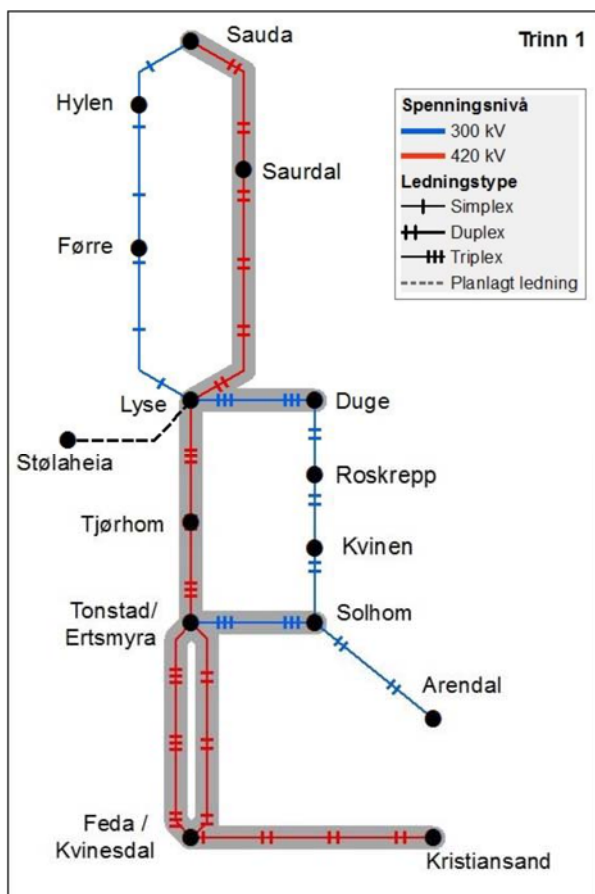 Trinn 1
Spenningsnivå
300 kV
420 kV
Ledningstype
Simplex
Duplex
Triplex
Planlagt ledning
Sauda
Hylen
Saurdal
Førre
Lyse
Duge
Stølaheia
Roskrepp
Tjørhom
Kvinen
Tonstad/
Ertsmyra
Solhom
Arendal
Feda /
Kvinesdal
Kristiansand